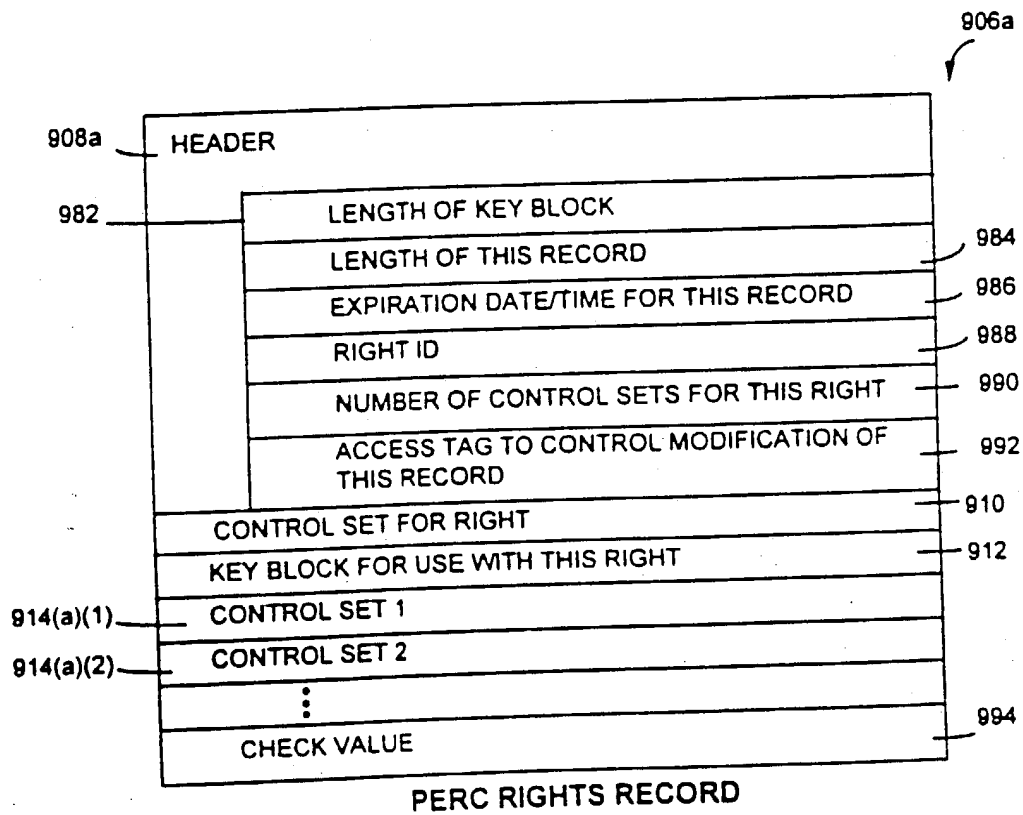 906a
908a HEADER
982 LENGTH OF KEY BLOCK
LENGTH OF THIS RECORD 984
EXPIRATION DATE/TIME FOR THIS RECORD 986
RIGHT ID 988
NUMBER OF CONTROL SETS FOR THIS RIGHT 990
ACCESS TAG TO CONTROL MODIFICATION OF
THIS RECORD 992
CONTROL SET FOR RIGHT 910
KEY BLOCK FOR USE WITH THIS RIGHT 912
914(a)(1) CONTROL SET 1
914(a)(2) CONTROL SET 2
CHECK VALUE 994
PERC RIGHTS RECORD